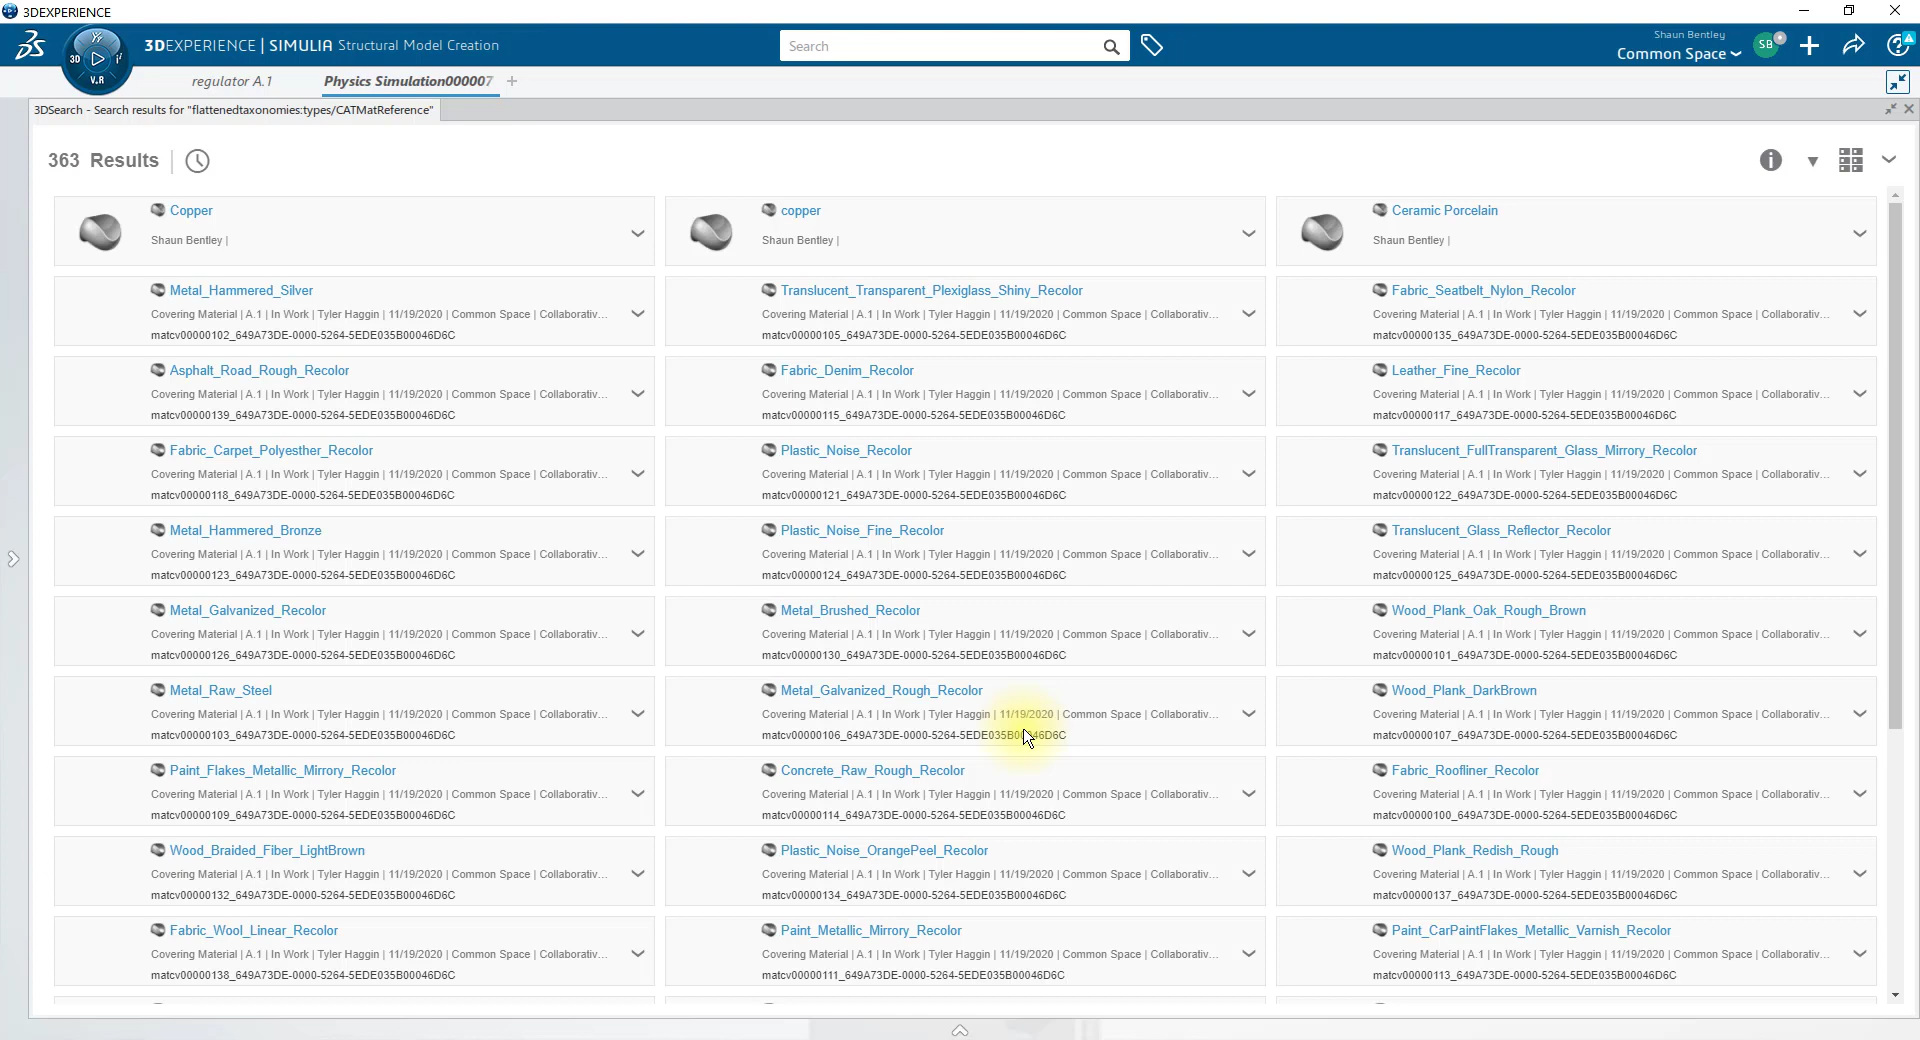 3DEXPERIENCE
3DEXPERIENCE | SIMULIA Structural Model Creation
3D
V.R
Search
Shaun Bentley
Common Space
SB
regulator A.1
Physics Simulation0000007
3DSearch - Search results for "flattenedtaxonomies:types/CATMatReference"
363 Results
Copper
Shaun Bentley |
copper
Shaun Bentley |
Ceramic Porcelain
Shaun Bentley |
Metal_Hammered_Silver
Covering Material | A.1 | In Work | Tyler Haggin | 11/19/2020 | Common Space | Collaborativ...
matcv00000102_649A73DE-0000-5264-5EDE035B00046D6C
Translucent_Transparent_Plexiglass_Shiny_Recolor
Covering Material | A.1 | In Work | Tyler Haggin | 11/19/2020 | Common Space | Collaborativ...
matcv00000105_649A73DE-0000-5264-5EDE035B00046D6C
Fabric_Seatbelt_Nylon_Recolor
Covering Material | A.1 | In Work | Tyler Haggin | 11/19/2020 | Common Space | Collaborativ...
matcv00000135_649A73DE-0000-5264-5EDE035B00046D6C
Asphalt_Road_Rough_Recolor
Covering Material | A.1 | In Work | Tyler Haggin | 11/19/2020 | Common Space | Collaborativ...
matcv00000139_649A73DE-0000-5264-5EDE035B00046D6C
Fabric_Denim_Recolor
Covering Material | A.1 | In Work | Tyler Haggin | 11/19/2020 | Common Space | Collaborativ...
matcv00000115_649A73DE-0000-5264-5EDE035B00046D6C
Leather_Fine_Recolor
Covering Material | A.1 | In Work | Tyler Haggin | 11/19/2020 | Common Space | Collaborativ...
matcv00000117_649A73DE-0000-5264-5EDE035B00046D6C
Fabric_Carpet_Polyesther_Recolor
Covering Material | A.1 | In Work | Tyler Haggin | 11/19/2020 | Common Space | Collaborativ...
matcv00000118_649A73DE-0000-5264-5EDE035B00046D6C
Plastic_Noise_Recolor
Covering Material | A.1 | In Work | Tyler Haggin | 11/19/2020 | Common Space | Collaborativ...
matcv00000121_649A73DE-0000-5264-5EDE035B00046D6C
Translucent_FullTransparent_Glass_Mirrory_Recolor
Covering Material | A.1 | In Work | Tyler Haggin | 11/19/2020 | Common Space | Collaborativ...
matcv00000122_649A73DE-0000-5264-5EDE035B00046D6C
Metal_Hammered_Bronze
Covering Material | A.1 | In Work | Tyler Haggin | 11/19/2020 | Common Space | Collaborativ...
matcv00000123_649A73DE-0000-5264-5EDE035B00046D6C
Plastic_Noise_Fine_Recolor
Covering Material | A.1 | In Work | Tyler Haggin | 11/19/2020 | Common Space | Collaborativ...
matcv00000124_649A73DE-0000-5264-5EDE035B00046D6C
Translucent_Glass_Reflector_Recolor
Covering Material | A.1 | In Work | Tyler Haggin | 11/19/2020 | Common Space | Collaborativ...
matcv00000125_649A73DE-0000-5264-5EDE035B00046D6C
Metal_Galvanized_Recolor
Covering Material | A.1 | In Work | Tyler Haggin | 11/19/2020 | Common Space | Collaborativ...
matcv00000126_649A73DE-0000-5264-5EDE035B00046D6C
Metal_Brushed_Recolor
Covering Material | A.1 | In Work | Tyler Haggin | 11/19/2020 | Common Space | Collaborativ...
matcv00000130_649A73DE-0000-5264-5EDE035B00046D6C
Wood_Plank_Oak_Rough_Brown
Covering Material | A.1 | In Work | Tyler Haggin | 11/19/2020 | Common Space | Collaborativ...
matcv00000101_649A73DE-0000-5264-5EDE035B00046D6C
Metal_Raw_Steel
Covering Material | A.1 | In Work | Tyler Haggin | 11/19/2020 | Common Space | Collaborativ...
matcv00000103_649A73DE-0000-5264-5EDE035B00046D6C
Metal_Galvanized_Rough_Recolor
Covering Material | A.1 | In Work | Tyler Haggin | 11/19/2020 | Common Space | Collaborativ...
matcv00000106_649A73DE-0000-5264-5EDE035B00046D6C
Wood_Plank_DarkBrown
Covering Material | A.1 | In Work | Tyler Haggin | 11/19/2020 | Common Space | Collaborativ...
matcv00000107_649A73DE-0000-5264-5EDE035B00046D6C
Paint_Flakes_Metallic_Mirrory_Recolor
Covering Material | A.1 | In Work | Tyler Haggin | 11/19/2020 | Common Space | Collaborativ...
matcv00000109_649A73DE-0000-5264-5EDE035B00046D6C
Concrete_Raw_Rough_Recolor
Covering Material | A.1 | In Work | Tyler Haggin | 11/19/2020 | Common Space | Collaborativ...
matcv00000114_649A73DE-0000-5264-5EDE035B00046D6C
Fabric_Roofliner_Recolor
Covering Material | A.1 | In Work | Tyler Haggin | 11/19/2020 | Common Space | Collaborativ...
matcv00000100_649A73DE-0000-5264-5EDE035B00046D6C
Wood_Braided_Fiber_LightBrown
Covering Material | A.1 | In Work | Tyler Haggin | 11/19/2020 | Common Space | Collaborativ...
matcv00000132_649A73DE-0000-5264-5EDE035B00046D6C
Plastic_Noise_OrangePeel_Recolor
Covering Material | A.1 | In Work | Tyler Haggin | 11/19/2020 | Common Space | Collaborativ...
matcv00000134_649A73DE-0000-5264-5EDE035B00046D6C
Wood_Plank_Redish_Rough
Covering Material | A.1 | In Work | Tyler Haggin | 11/19/2020 | Common Space | Collaborativ...
matcv00000137_649A73DE-0000-5264-5EDE035B00046D6C
Fabric_Wool_Linear_Recolor
Covering Material | A.1 | In Work | Tyler Haggin | 11/19/2020 | Common Space | Collaborativ...
matcv00000138_649A73DE-0000-5264-5EDE035B00046D6C
Paint_Metallic_Mirrory_Recolor
Covering Material | A.1 | In Work | Tyler Haggin | 11/19/2020 | Common Space | Collaborativ...
matcv00000111_649A73DE-0000-5264-5EDE035B00046D6C
Paint_CarPaintFlakes_Metallic_Varnish_Recolor
Covering Material | A.1 | In Work | Tyler Haggin | 11/19/2020 | Common Space | Collaborativ...
matcv00000113_649A73DE-0000-5264-5EDE035B00046D6C